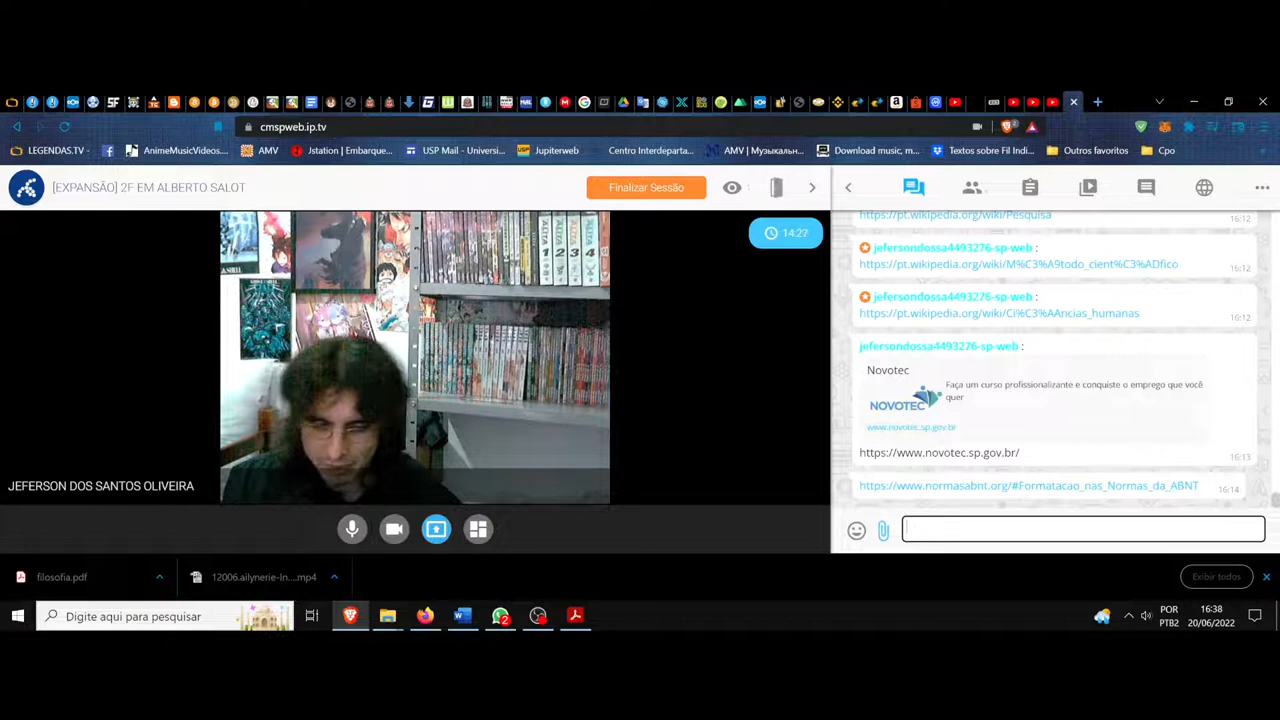 cmspweb.ip.tv
LEGENDAS.TV -
AnimeMusicVideos...
AMV
Jstation | Embarque...
USP Mail - Universi...
Jupiterweb
Centro Interdeparta...
AMV | Музыкальн...
Download music, m...
Textos sobre Fil Indi...
Outros favoritos
Cpo
[EXPANSÃO] 2F EM ALBERTO SALOT
Finalizar Sessão
14:27
https://pt.wikipedia.org/wiki/Pesquisa
16:12
jefersondossa4493276-sp-web :
https://pt.wikipedia.org/wiki/M%C3%A9todo_cient%C3%ADfico
16:12
jefersondossa4493276-sp-web :
https://pt.wikipedia.org/wiki/Ci%C3%AAncias_humanas
16:12
jefersondossa4493276-sp-web :
Novotec
NOVOTEC
Faça um curso profissionalizante e conquiste o emprego que você
quer
www.novotec.sp.gov.br
https://www.novotec.sp.gov.br/
16:13
https://www.normasabnt.org/#Formatacao_nas_Normas_da_ABNT
16:14
JEFERSON DOS SANTOS OLIVEIRA
filosofia.pdf
12006.ailynerie-In....mp4
Exibir todos
Digite aqui para pesquisar
POR
PTB2
16:38
20/06/2022